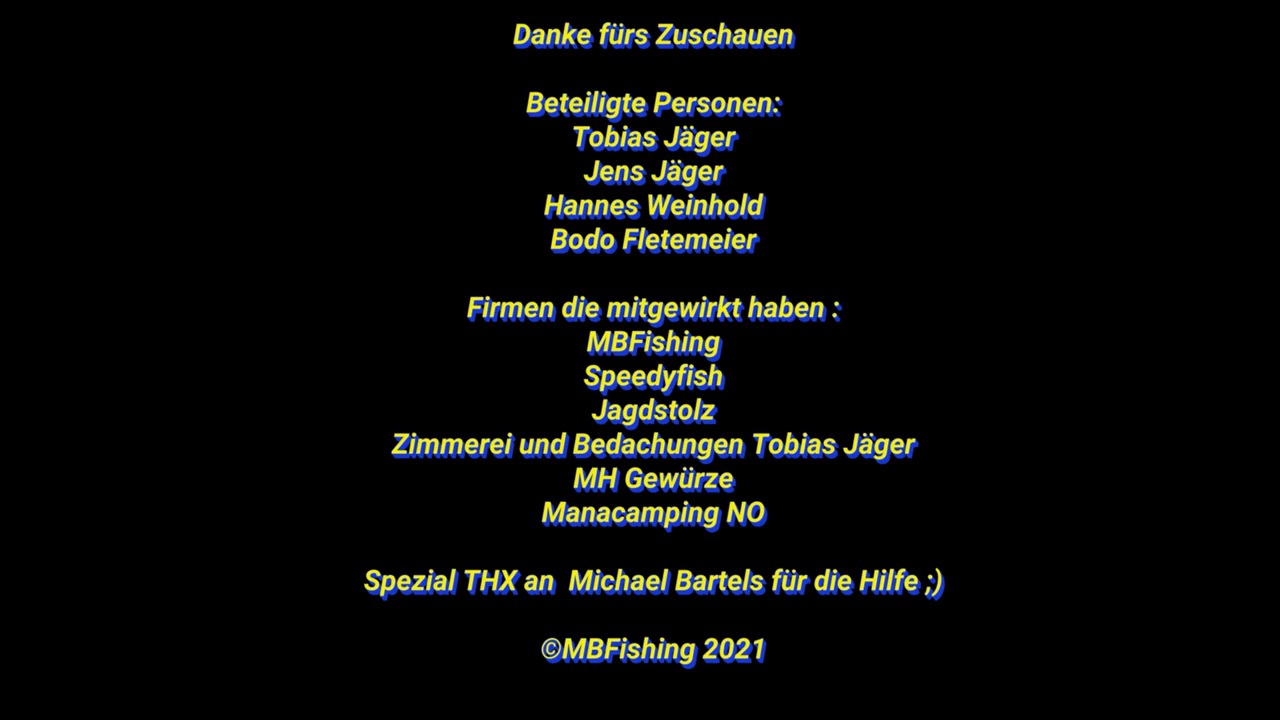 Danke fürs Zuschauen
Beteiligte Personen:
Tobias Jäger
Jens Jäger
Hannes Weinhold
Bodo Fletemeier
Firmen die mitgewirkt haben :
MBFishing
Speedyfish
Jagdstolz
Zimmerei und Bedachungen Tobias Jäger
MH Gewürze
Manacamping NO
Spezial THX an  Michael Bartels für die Hilfe ;)
©MBFishing 2021